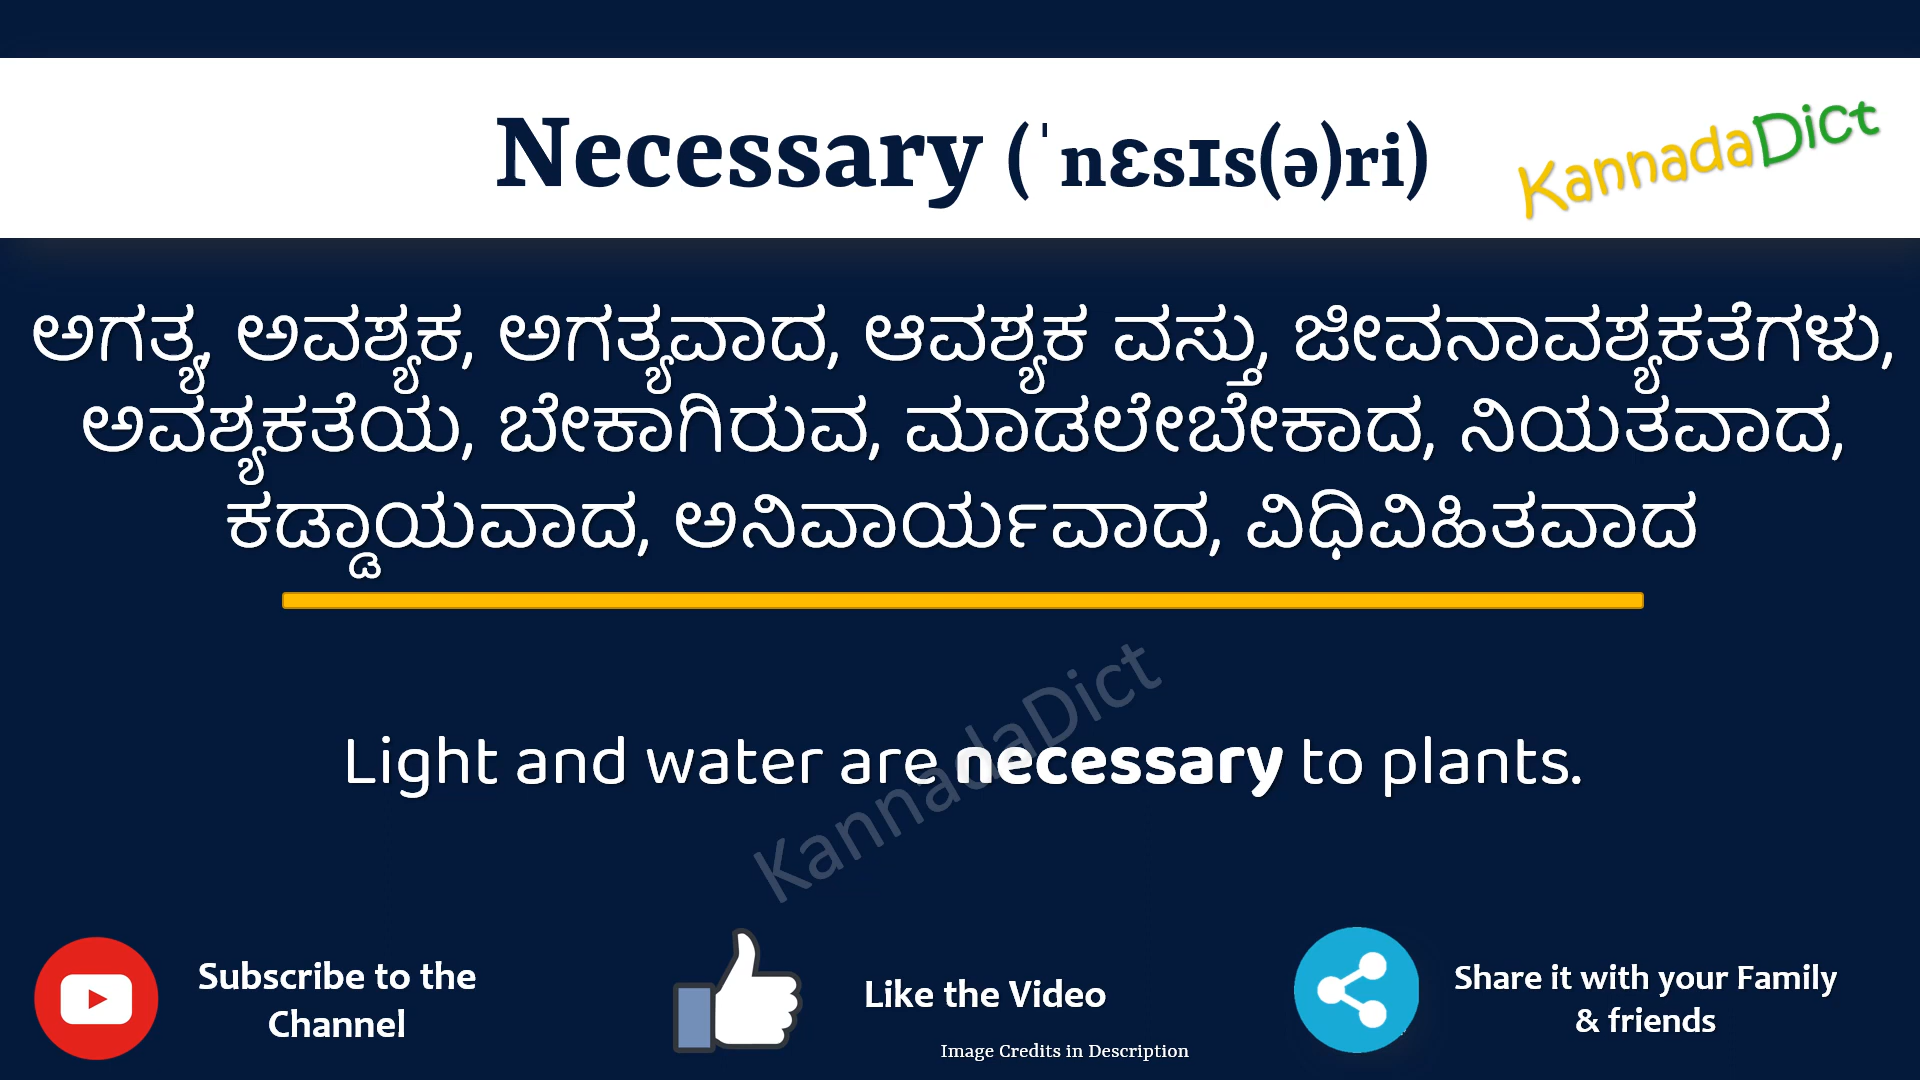 Necessary (ˈnɛsɪs(ə)ri)
KannadaDict
ಅಗತ್ಯ, ಅವಶ್ಯಕ, ಅಗತ್ಯವಾದ, ಆವಶ್ಯಕ ವಸ್ತು, ಜೀವನಾವಶ್ಯಕತೆಗಳು,
ಅವಶ್ಯಕತೆಯ, ಬೇಕಾಗಿರುವ, ಮಾಡಲೇಬೇಕಾದ, ನಿಯತವಾದ,
ಕಡ್ಡಾಯವಾದ, ಅನಿವಾರ್ಯವಾದ, ವಿಧಿವಿಹಿತವಾದ
Light and water are necessary to plants.
KannadaDict
Subscribe to the
Channel
Like the Video
Share it with your Family
& friends
Image Credits in Description